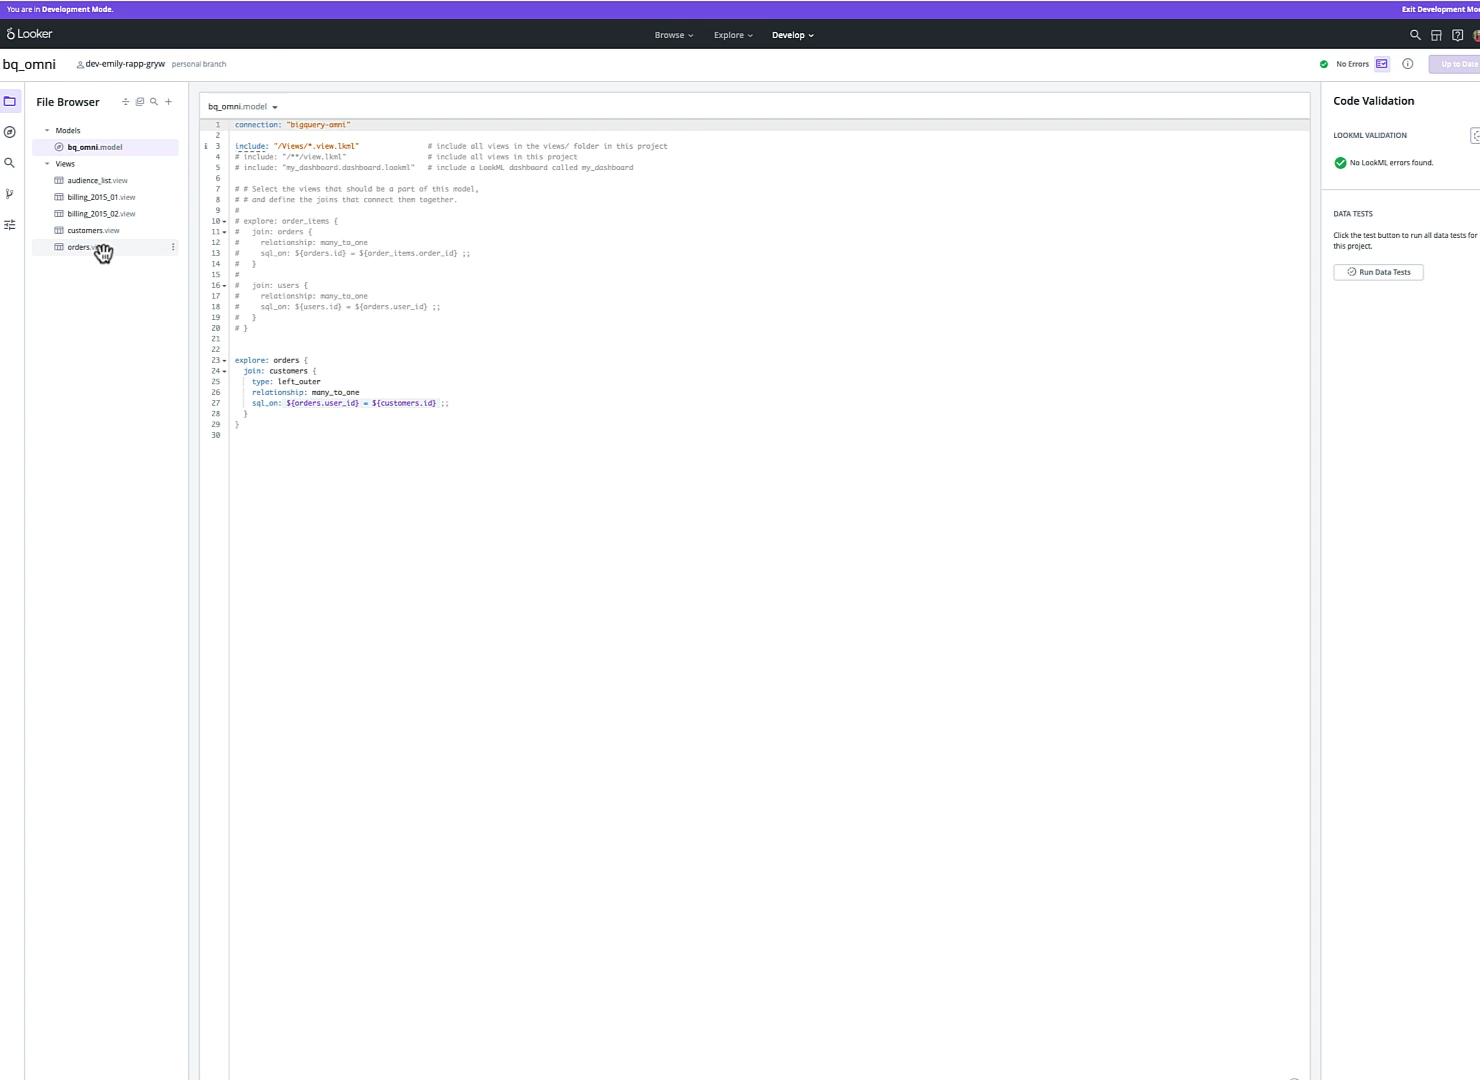 You are in Development Mode.
Exit Development Mo
Looker
Browse
Explore
Develop
bq_omni
dev-emily-rapp-gryw personal branch
No Errors
Up to Date
File Browser
Models
bq_omni.model
Views
audience_list.view
billing_2015_01.view
billing_2015_02.view
customers.view
orders.
bq_omni.model
1 connection: "bigquery-omni"
2
3 include: "/Views/*.view.lkml" # include all views in the views/ folder in this project
4 # include: "/**/view.lkml" # include all views in this project
5 # include: "my_dashboard.dashboard.lookml" # include a LookML dashboard called my_dashboard
6
7 # # Select the views that should be a part of this model,
8 # # and define the joins that connect them together.
9 #
10 # explore: order_items {
11 # join: orders {
12 # relationship: many_to_one
13 # sql_on: ${orders.id} = ${order_items.order_id} ;;
14 # }
15 #
16 # join: users {
17 # relationship: many_to_one
18 # sql_on: ${users.id} = ${orders.user_id} ;;
19 # }
20 # }
21
22
23 explore: orders {
24 join: customers {
25 type: left_outer
26 relationship: many_to_one
27 sql_on: ${orders.user_id} = ${customers.id} ;;
28 }
29 }
30
Code Validation
LOOKML VALIDATION
No LookML errors found.
DATA TESTS
Click the test button to run all data tests for
this project.
Run Data Tests